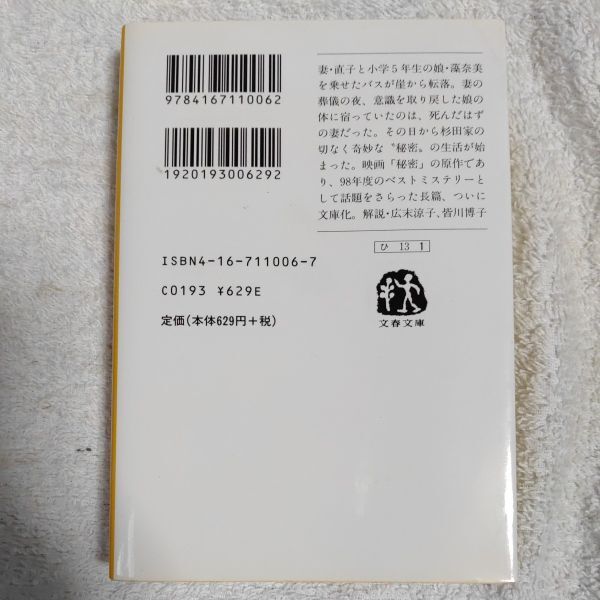 9784167110062
1920193006292
妻・直子と小学5年生の娘・藻奈美
を乗せたバスが崖から転落。妻の
葬儀の夜、意識を取り戻した娘の
体に宿っていたのは、死んだはず
の妻だった。その日から杉田家の
切なく奇妙な〝秘密〟の生活が始
まった。映画「秘密」の原作であ
り、98年度のベストミステリーと
して話題をさらった長篇、ついに
文庫化。解説・広末涼子、皆川博子
ひ 13 1
ISBN4-16-711006-7
C0193 ¥629E
定価(本体629円+税)
文春文庫